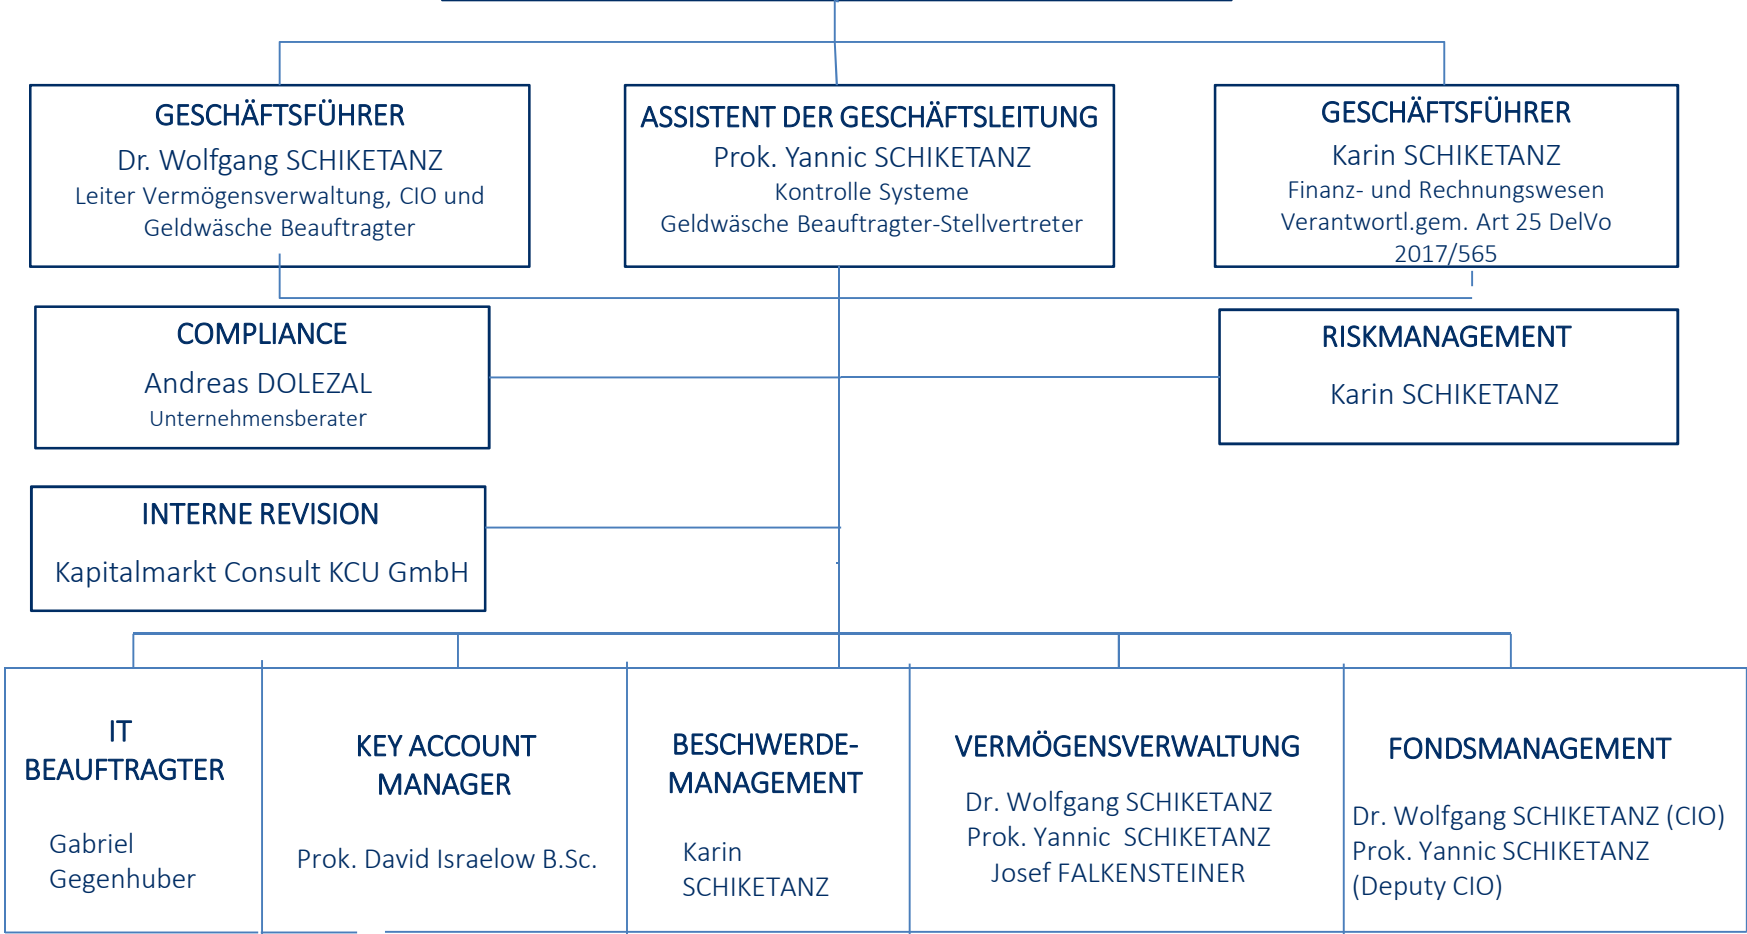 GESCHÄFTSFÜHRER
Dr. Wolfgang SCHIKETANZ
Leiter Vermögensverwaltung, CIO und
Geldwäsche Beauftragter
ASSISTENT DER GESCHÄFTSLEITUNG
Prok. Yannic SCHIKETANZ
Kontrolle Systeme
Geldwäsche Beauftragter-Stellvertreter
GESCHÄFTSFÜHRER
Karin SCHIKETANZ
Finanz- und Rechnungswesen
Verantwortl.gem. Art 25 DelVo
2017/565
COMPLIANCE
Andreas DOLEZAL
Unternehmensberater
RISKMANAGEMENT
Karin SCHIKETANZ
INTERNE REVISION
Kapitalmarkt Consult KCU GmbH
IT
BEAUFTRAGTER
Gabriel
Gegenhuber
KEY ACCOUNT
MANAGER
Prok. David Israelow B.Sc.
BESCHWERDE-
MANAGEMENT
Karin
SCHIKETANZ
VERMÖGENSVERWALTUNG
Dr. Wolfgang SCHIKETANZ
Prok. Yannic SCHIKETANZ
Josef FALKENSTEINER
FONDSMANAGEMENT
Dr. Wolfgang SCHIKETANZ (CIO)
Prok. Yannic SCHIKETANZ
(Deputy CIO)